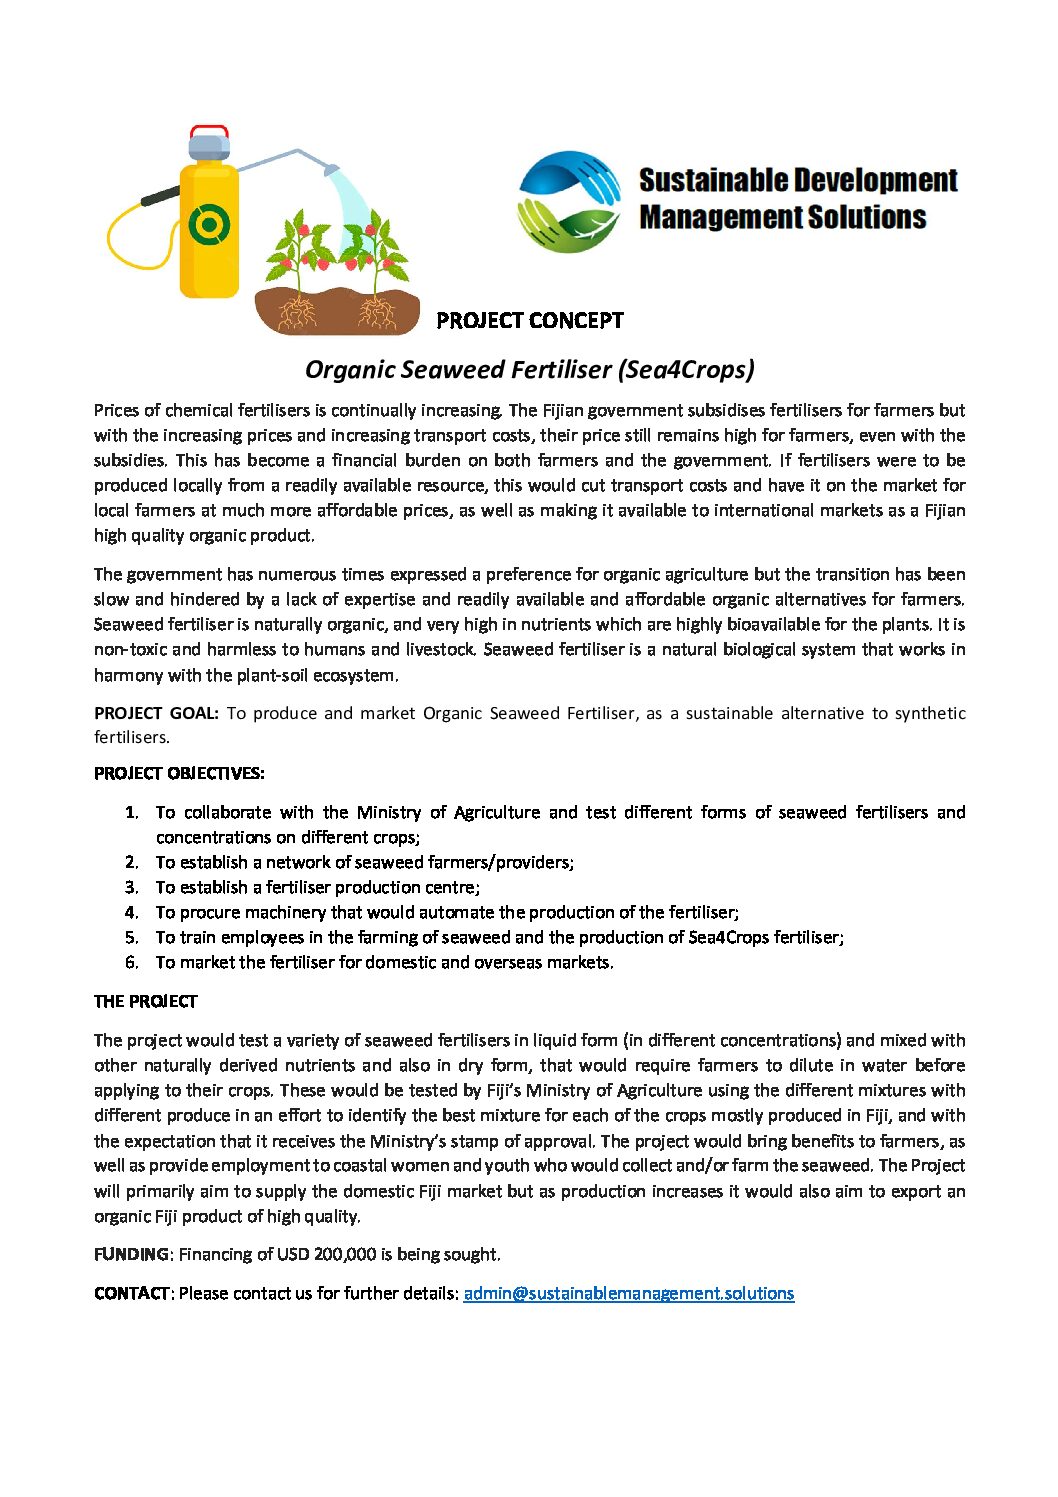 Sustainable Development
Management Solutions
PROJECT CONCEPT
Organic Seaweed Fertiliser (Sea4Crops)
Prices of chemical fertilisers is continually increasing. The Fijian government subsidises fertilisers for farmers but
with the increasing prices and increasing transport costs, their price still remains high for farmers, even with the
subsidies. This has become a financial burden on both farmers and the government. If fertilisers were to be
produced locally from a readily available resource, this would cut transport costs and have it on the market for
local farmers at much more affordable prices, as well as making it available to international markets as a Fijian
high quality organic product.
The government has numerous times expressed a preference for organic agriculture but the transition has been
slow and hindered by a lack of expertise and readily available and affordable organic alternatives for farmers.
Seaweed fertiliser is naturally organic, and very high in nutrients which are highly bioavailable for the plants. It is
non-toxic and harmless to humans and livestock. Seaweed fertiliser is a natural biological system that works in
harmony with the plant-soil ecosystem.
PROJECT GOAL: To produce and market Organic Seaweed Fertiliser, as a sustainable alternative to synthetic
fertilisers.
PROJECT OBJECTIVES:
1. To collaborate with the Ministry of Agriculture and test different forms of seaweed fertilisers and
concentrations on different crops;
2. To establish a network of seaweed farmers/providers;
3. To establish a fertiliser production centre;
4. To procure machinery that would automate the production of the fertiliser;
5. To train employees in the farming of seaweed and the production of Sea4Crops fertiliser;
6. To market the fertiliser for domestic and overseas markets.
THE PROJECT
The project would test a variety of seaweed fertilisers in liquid form (in different concentrations) and mixed with
other naturally derived nutrients and also in dry form, that would require farmers to dilute in water before
applying to their crops. These would be tested by Fiji's Ministry of Agriculture using the different mixtures with
different produce in an effort to identify the best mixture for each of the crops mostly produced in Fiji, and with
the expectation that it receives the Ministry's stamp of approval. The project would bring benefits to farmers, as
well as provide employment to coastal women and youth who would collect and/or farm the seaweed. The Project
will primarily aim to supply the domestic Fiji market but as production increases it would also aim to export an
organic Fiji product of high quality.
FUNDING: Financing of USD 200,000 is being sought.
CONTACT: Please contact us for further details: admin@sustainablemanagement.solutions